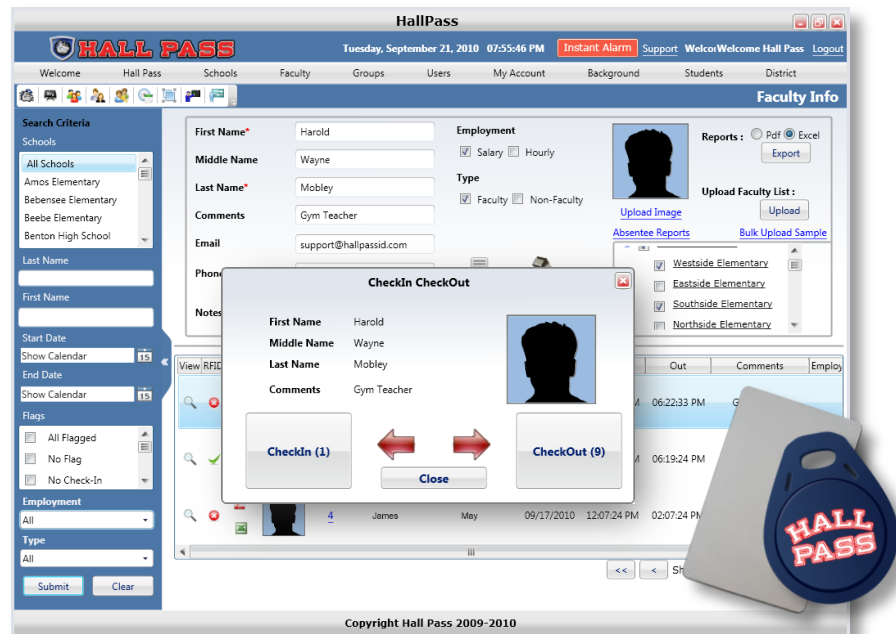 HallPass
HALL PASS
Tuesday, September 21, 2010 07:55:46 PM Instant Alarm Support WelcorWelcome Hall Pass Logout
Welcome Hall Pass Schools Faculty Groups Users My Account Background Students District
Faculty Info
Search Criteria
Schools
All Schools
Amos Elementary
Bebensee Elementary
Beebe Elementary
Benton High School
Last Name
First Name
Start Date
Show Calendar 15
End Date
Show Calendar 15
Flags
All Flagged
No Flag
No Check-In
Employment
All
Type
All
Submit Clear
First Name* Harold
Middle Name Wayne
Last Name* Mobley
Comments Gym Teacher
Email support@hallpassid.com
Phone
Notes
Employment
Salary Hourly
Type
Faculty Non-Faculty
Upload Image
Reports : Pdf Excel
Export
Upload Faculty List :
Upload
Absentee Reports Bulk Upload Sample
Westside Elementary
Eastside Elementary
Southside Elementary
Northside Elementary
CheckIn CheckOut
First Name Harold
Middle Name Wayne
Last Name Mobley
Comments Gym Teacher
CheckIn (1) CheckOut (9)
Close
View RFID Out Comments Employ
06:22:33 PM
06:19:24 PM
4 James May 09/17/2010 12:07:24 PM 02:07:24 PM
<< <
HALL
PASS
Copyright Hall Pass 2009-2010